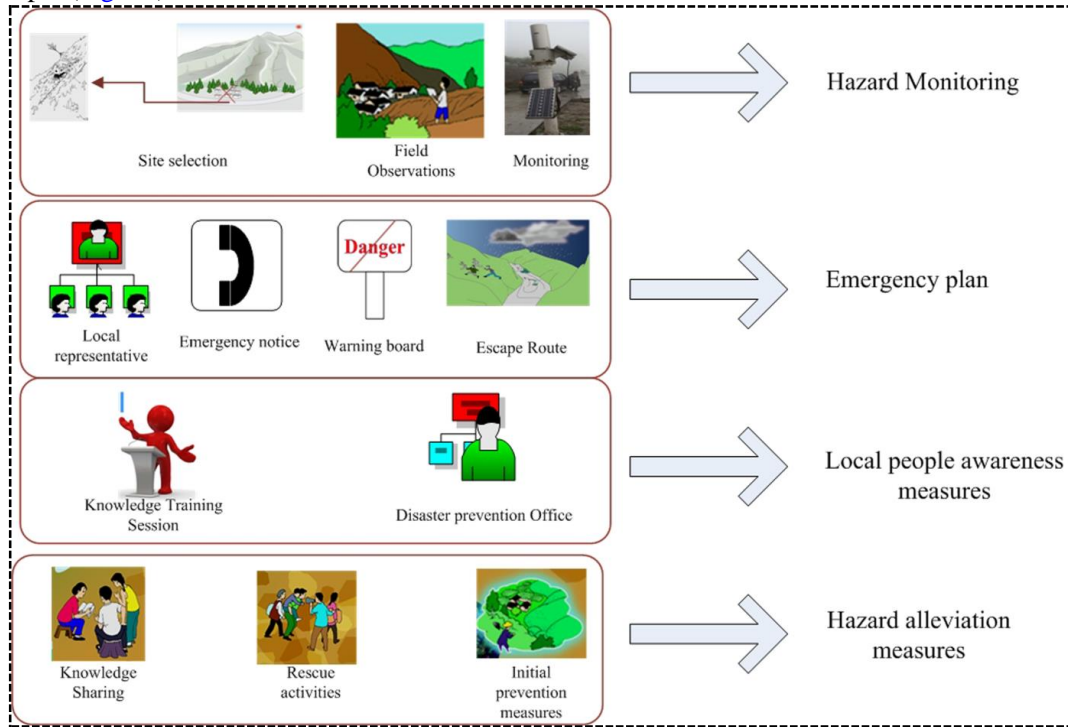 Site selection
Field
Observations
Monitoring
Hazard Monitoring
Danger
Local
representative
Emergency notice
Warning board
Escape Route
Emergency plan
Knowledge Training
Session
Disaster prevention Office
Local people awareness
measures
Knowledge
Sharing
Rescue
activities
Initial
prevention
measures
Hazard alleviation
measures